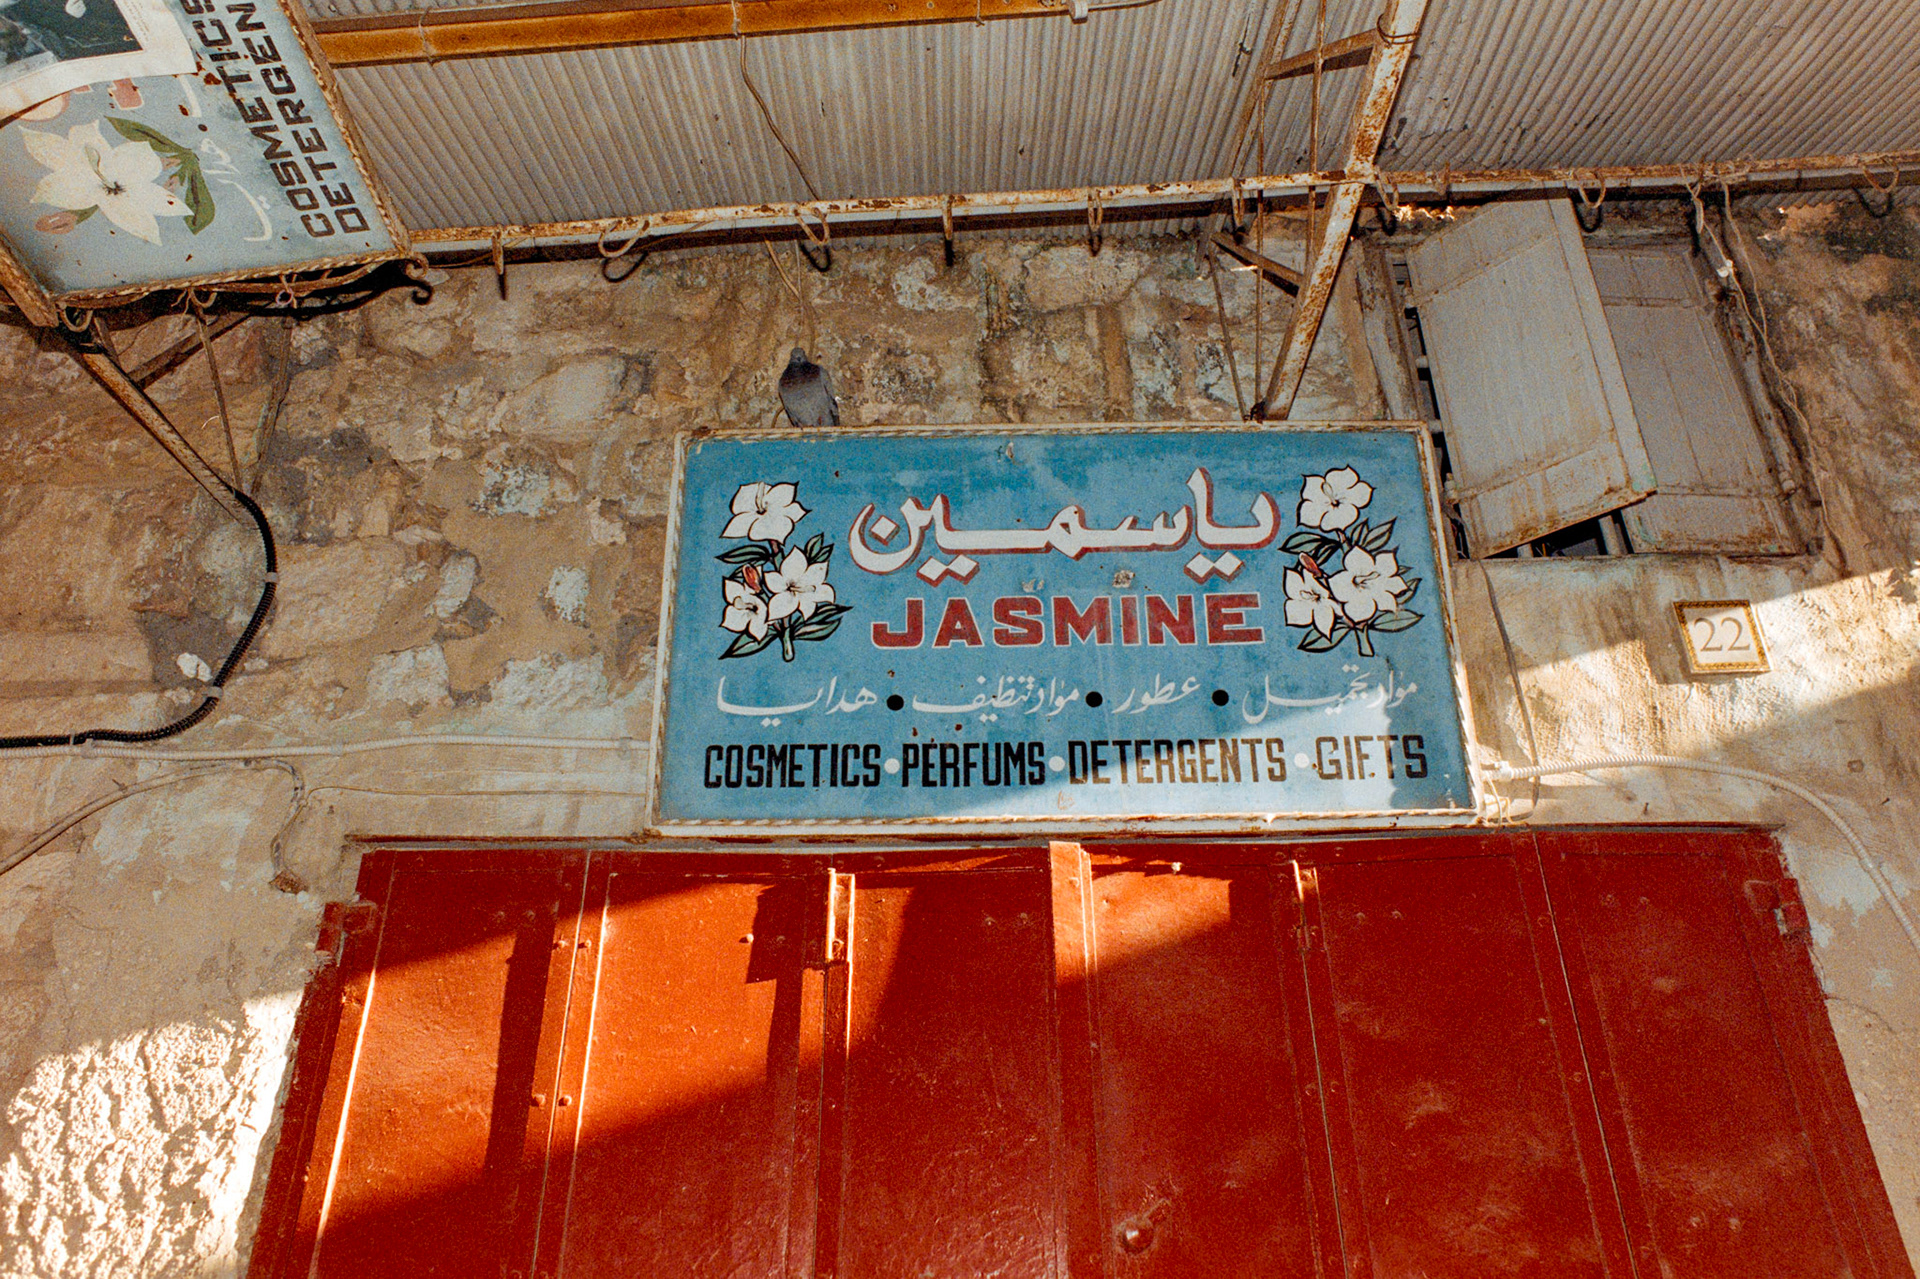 COSMETICS
DETERGEN
ياسمين
JASMINE
مواد تجميل • عطور • مواد تنظيف • هدايا
COSMETICS • PERFUMS • DETERGENTS • GIFTS
22